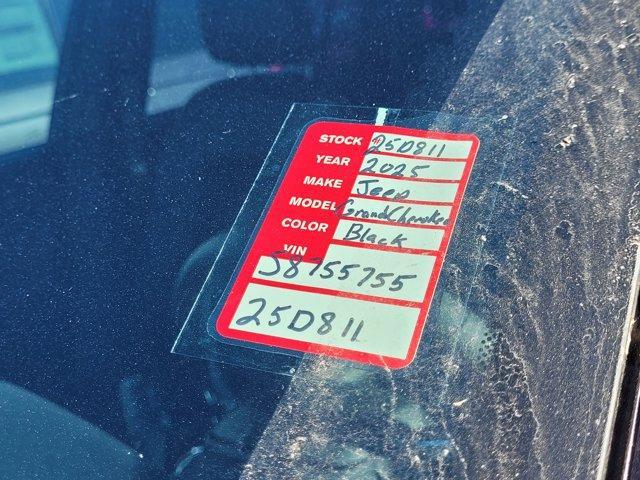 STOCK 25D811
YEAR 2025
MAKE Jeep
MODEL Grand Cherokee
COLOR Black
VIN
S8755755
25D811